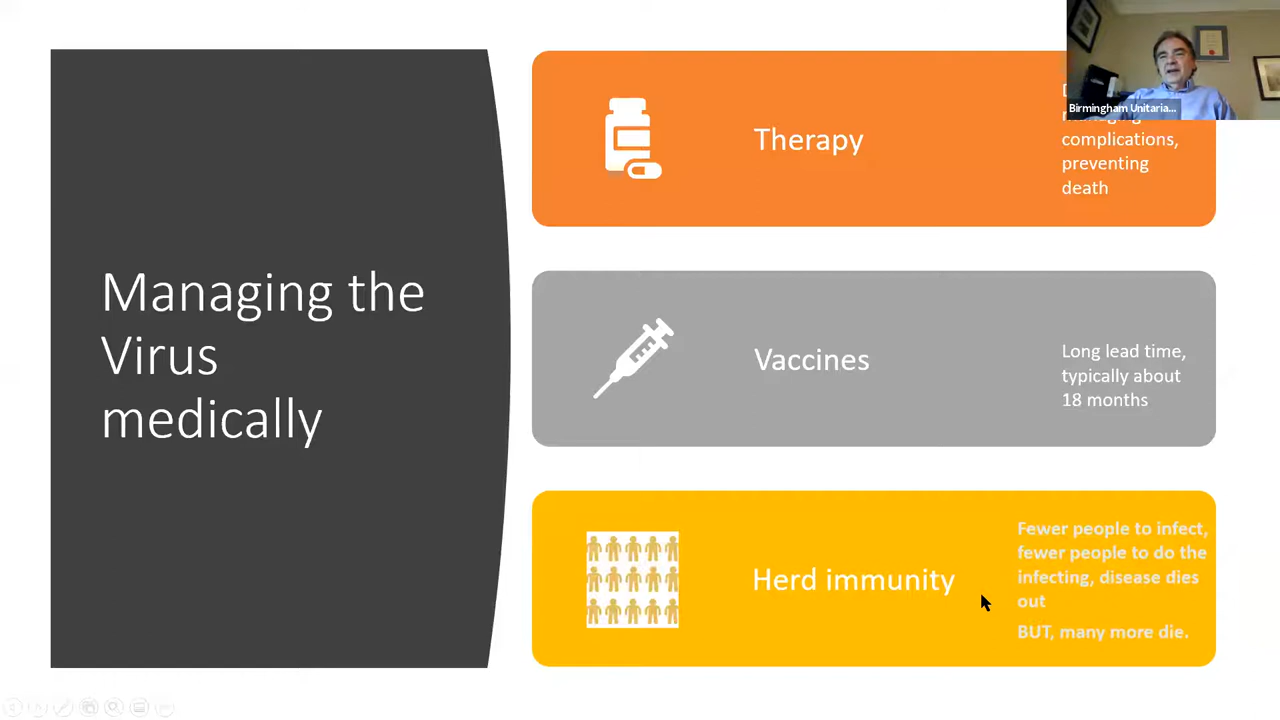 Managing the
Virus
medically
Therapy
complications,
preventing
death
Birmingham Unitaria...
Vaccines
Long lead time,
typically about
18 months
Herd immunity
Fewer people to infect,
fewer people to do the
infecting, disease dies
out
BUT, many more die.